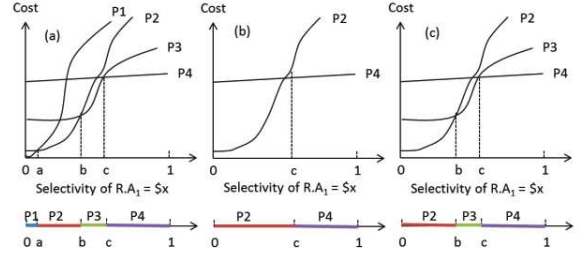 Cost
P1
(a)
P2
P3
P4
0 a b c 1
Selectivity of R.A1 = $x
P1 P2 P3 P4
0 a b c 1
Cost
(b)
P2
P4
0 c 1
Selectivity of R.A1 = $x
P2 P4
0 c 1
Cost
(c)
P2
P3
P4
0 b c 1
Selectivity of R.A1 = $x
P2 P3 P4
0 b c 1